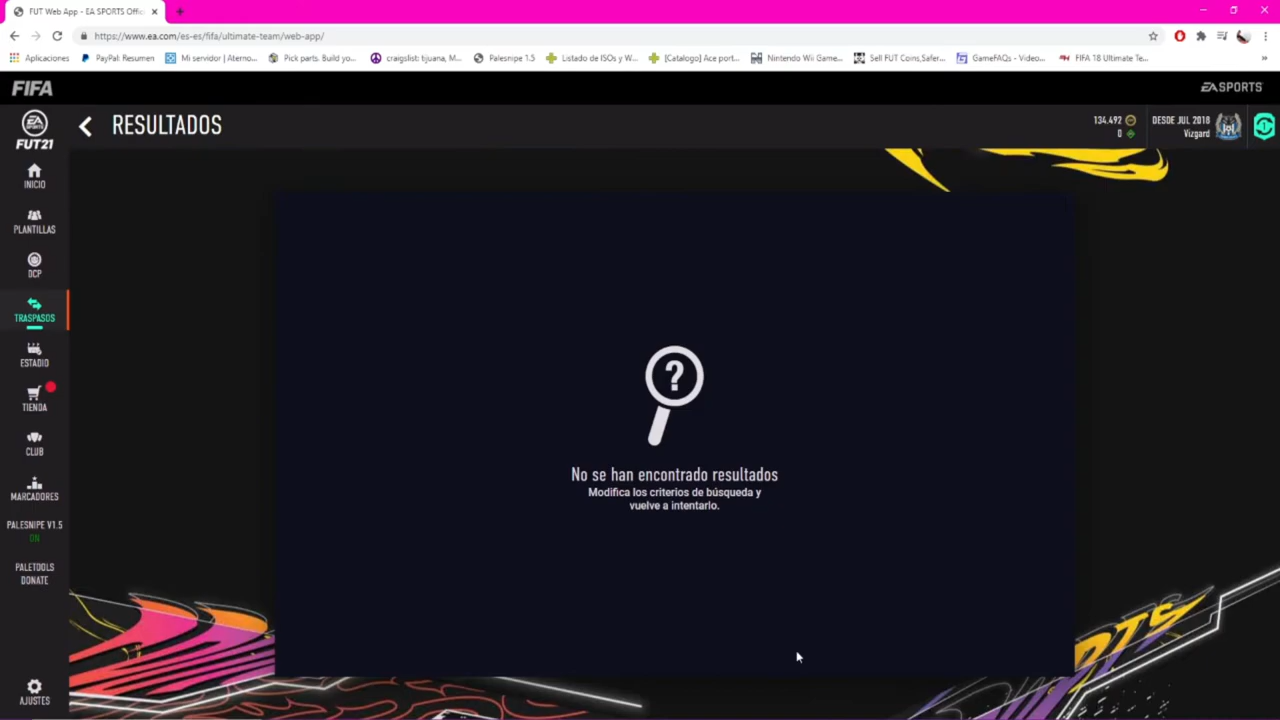 FUT Web App - EA SPORTS Offici
https://www.ea.com/es-es/fifa/ultimate-team/web-app/
Aplicaciones
PayPal: Resumen
Mi servidor | Aterno...
Pick parts. Build yo...
craigslist: tijuana, M...
Palesnipe 1.5
Listado de ISOs y W...
[Catalogo] Ace port...
Nintendo Wii Game...
Sell FUT Coins,Safer...
GameFAQs - Video...
FIFA 18 Ultimate Te...
FIFA
EA SPORTS
EA SPORTS
FUT21
RESULTADOS
134.492
0
DESDE JUL 2018
Vizgard
1
INICIO
PLANTILLAS
DCP
TRASPASOS
ESTADIO
TIENDA
CLUB
MARCADORES
PALESNIPE V1.5
ON
PALETOOLS
DONATE
AJUSTES
?
No se han encontrado resultados
Modifica los criterios de búsqueda y
vuelve a intentarlo.